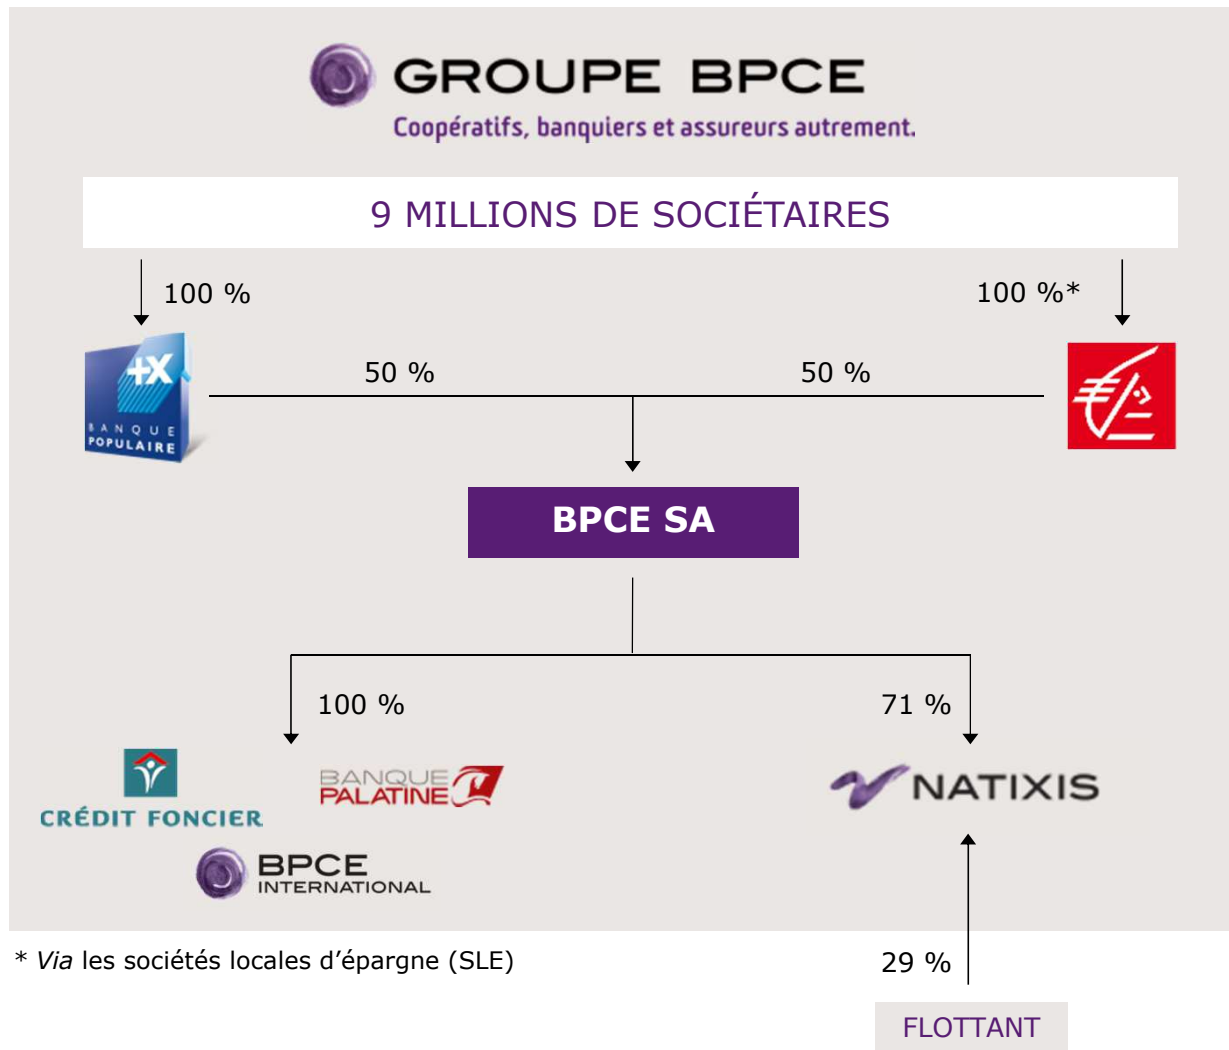 GROUPE BPCE
Coopératifs, banquiers et assureurs autrement.
9 MILLIONS DE SOCIÉTAIRES
100 %
100 %*
+X
BANQUE
POPULAIRE
50 %
50 %
BPCE SA
100 %
71 %
CRÉDIT FONCIER
BANQUE
PALATINE
NATIXIS
BPCE
INTERNATIONAL
* Via les sociétés locales d’épargne (SLE)
29 %
FLOTTANT